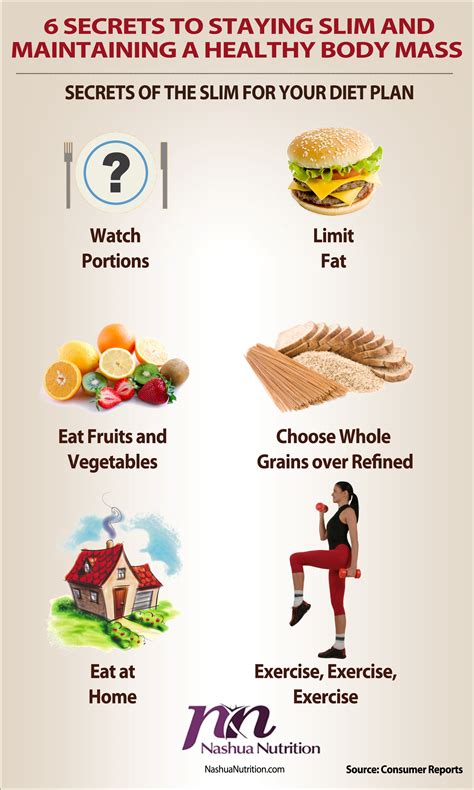 6 SECRETS TO STAYING SLIM AND
MAINTAINING A HEALTHY BODY MASS
SECRETS OF THE SLIM FOR YOUR DIET PLAN
?
Watch
Portions
Limit
Fat
Eat Fruits and
Vegetables
Choose Whole
Grains over Refined
Eat at
Home
Exercise, Exercise,
Exercise
nn
Nashua Nutrition
NashuaNutrition.com
Source: Consumer Reports